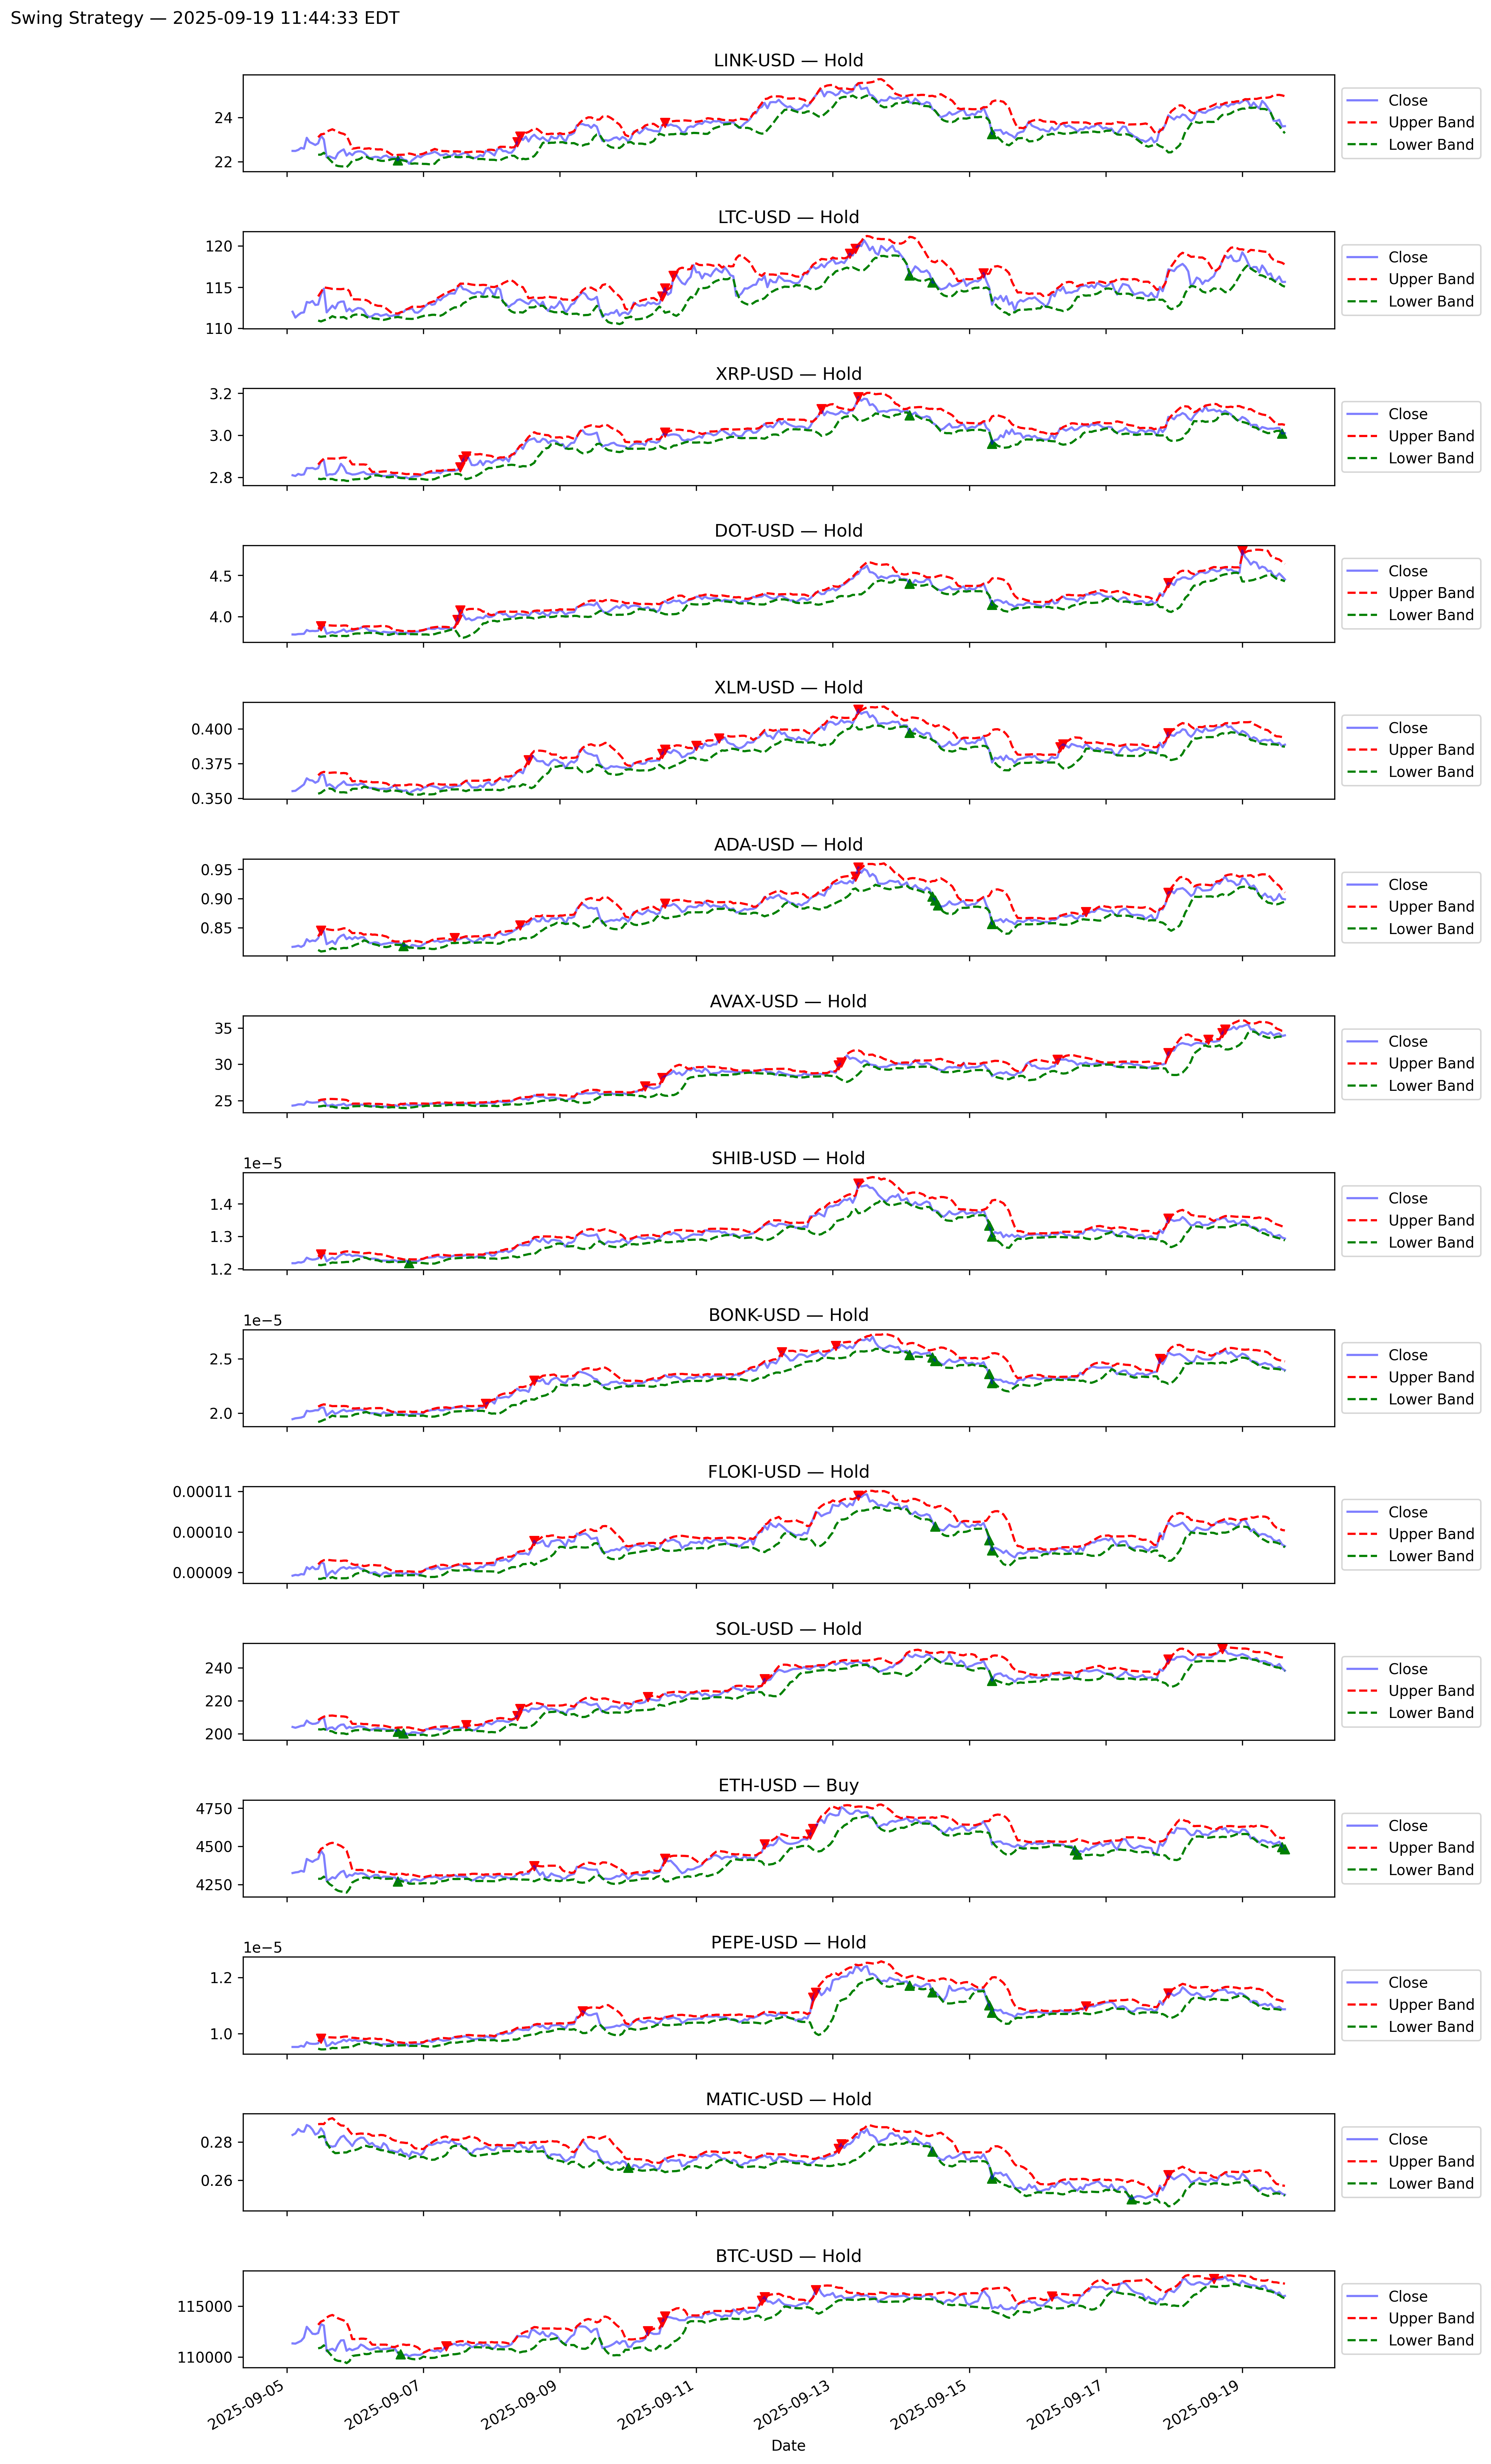 Swing Strategy — 2025-09-19 11:44:33 EDT
LINK-USD — Hold
24
22
Close
Upper Band
Lower Band
LTC-USD — Hold
120
115
110
Close
Upper Band
Lower Band
XRP-USD — Hold
3.2
3.0
2.8
Close
Upper Band
Lower Band
DOT-USD — Hold
4.5
4.0
Close
Upper Band
Lower Band
XLM-USD — Hold
0.400
0.375
0.350
Close
Upper Band
Lower Band
ADA-USD — Hold
0.95
0.90
0.85
Close
Upper Band
Lower Band
AVAX-USD — Hold
35
30
25
Close
Upper Band
Lower Band
SHIB-USD — Hold
1e−5
1.4
1.3
1.2
Close
Upper Band
Lower Band
BONK-USD — Hold
1e−5
2.5
2.0
Close
Upper Band
Lower Band
FLOKI-USD — Hold
0.00011
0.00010
0.00009
Close
Upper Band
Lower Band
SOL-USD — Hold
240
220
200
Close
Upper Band
Lower Band
ETH-USD — Buy
4750
4500
4250
Close
Upper Band
Lower Band
PEPE-USD — Hold
1e−5
1.2
1.0
Close
Upper Band
Lower Band
MATIC-USD — Hold
0.28
0.26
Close
Upper Band
Lower Band
BTC-USD — Hold
115000
110000
Close
Upper Band
Lower Band
2025-09-05
2025-09-07
2025-09-09
2025-09-11
2025-09-13
2025-09-15
2025-09-17
2025-09-19
Date